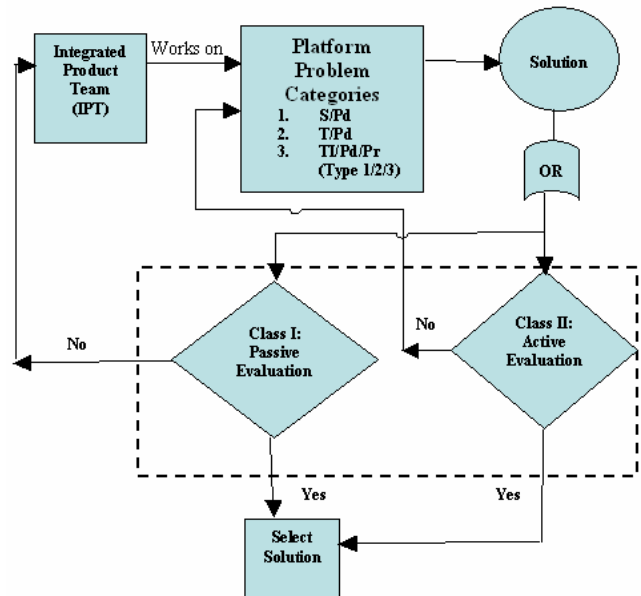 Integrated
Product
Team
(IPT)
Works on
Platform
Problem
Categories
1. S/Pd
2. T/Pd
3. TI/Pd/Pr
(Type 1/2/3)
Solution
OR
Class I:
Passive
Evaluation
Class II:
Active
Evaluation
No
No
Yes
Yes
Select
Solution